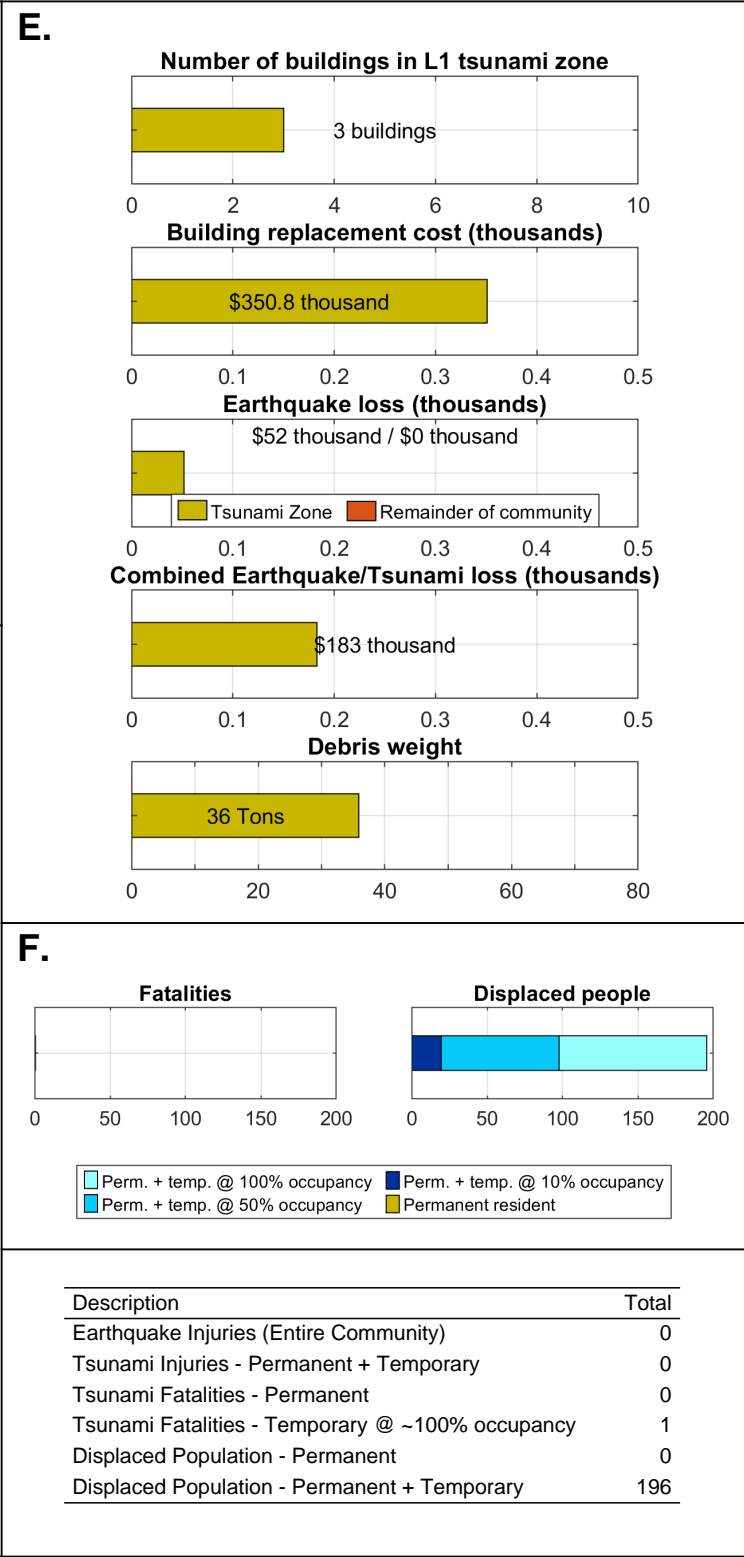 E.
Number of buildings in L1 tsunami zone
3 buildings
0 2 4 6 8 10
Building replacement cost (thousands)
$350.8 thousand
0 0.1 0.2 0.3 0.4 0.5
Earthquake loss (thousands)
$52 thousand / $0 thousand
Tsunami Zone Remainder of community
0 0.1 0.2 0.3 0.4 0.5
Combined Earthquake/Tsunami loss (thousands)
$183 thousand
0 0.1 0.2 0.3 0.4 0.5
Debris weight
36 Tons
0 20 40 60 80
F.
Fatalities Displaced people
0 50 100 150 200 0 50 100 150 200
Perm. + temp. @ 100% occupancy Perm. + temp. @ 10% occupancy
Perm. + temp. @ 50% occupancy Permanent resident
Description Total
Earthquake Injuries (Entire Community) 0
Tsunami Injuries - Permanent + Temporary 0
Tsunami Fatalities - Permanent 0
Tsunami Fatalities - Temporary @ ~100% occupancy 1
Displaced Population - Permanent 0
Displaced Population - Permanent + Temporary 196